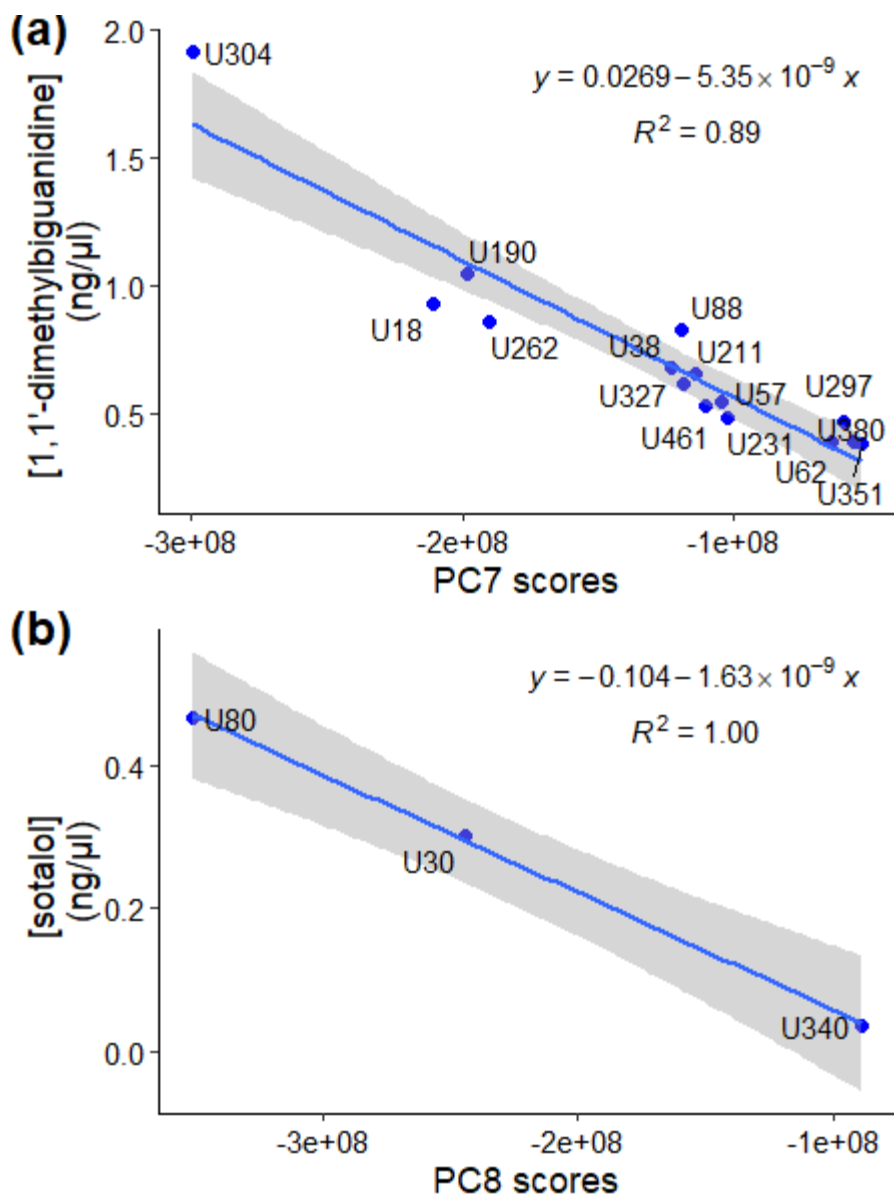 (a)
[1,1'-dimethylbiguanidine]
(ng/µl)
2.0
1.5
1.0
0.5
y = 0.0269 − 5.35 × 10⁻⁹ x
R² = 0.89
U304
U190
U18
U262
U88
U38
U211
U327
U57
U297
U461
U231
U380
U62
U351
-3e+08
-2e+08
-1e+08
PC7 scores
(b)
[sotalol]
(ng/µl)
0.4
0.2
0.0
y = −0.104 − 1.63 × 10⁻⁹ x
R² = 1.00
U80
U30
U340
-3e+08
-2e+08
-1e+08
PC8 scores